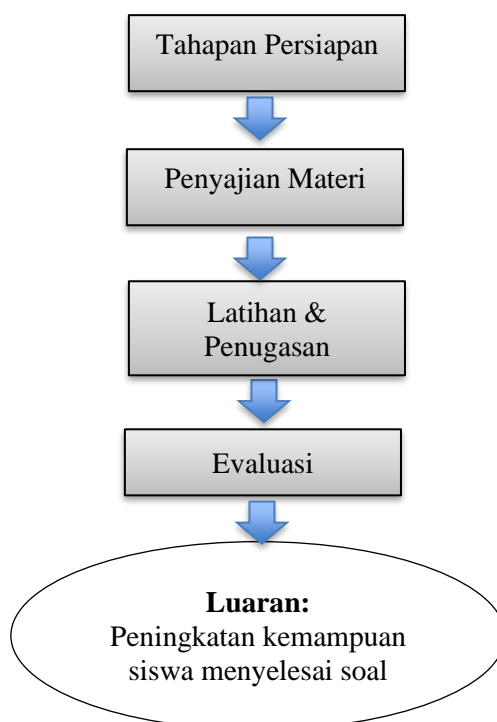 Tahapan Persiapan
Penyajian Materi
Latihan &
Penugasan
Evaluasi
Luaran:
Peningkatan kemampuan
siswa menyelesai soal